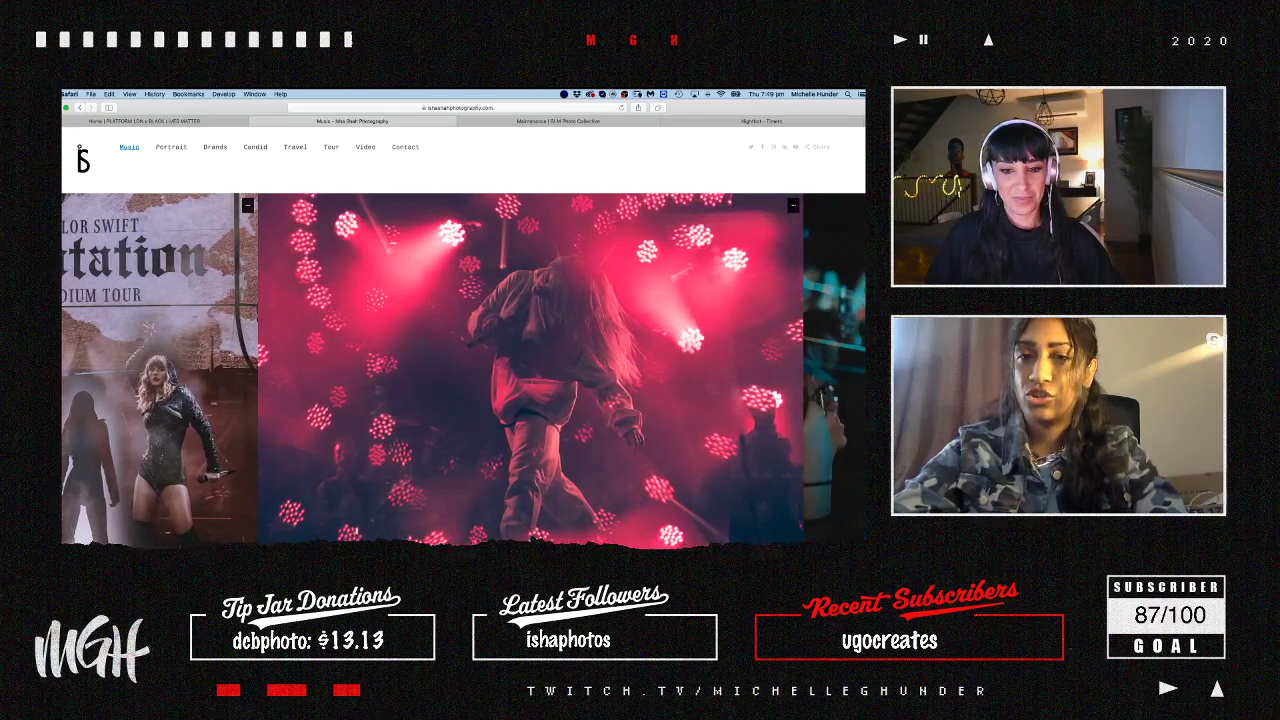 M G H
2020
Safari File Edit View History Bookmarks Develop Window Help
Thu 7:49 pm Michelle Hunder
ishashahphotography.com
Home | PLATFORM | ON x BLACK LIVES MATTER
Music – Isha Shah Photography
Maintenance | BLM Photo Collective
Nightbot - Timers
is
Music Portrait Brands Candid Travel Tour Video Contact
Share
LOR SWIFT
tation
DIUM TOUR
Tip Jar Donations
dcbphoto: $13.13
Latest Followers
ishaphotos
Recent Subscribers
ugocreates
SUBSCRIBER
87/100
GOAL
MGH
TWITCH.TV/MICHELLEGHUNDER